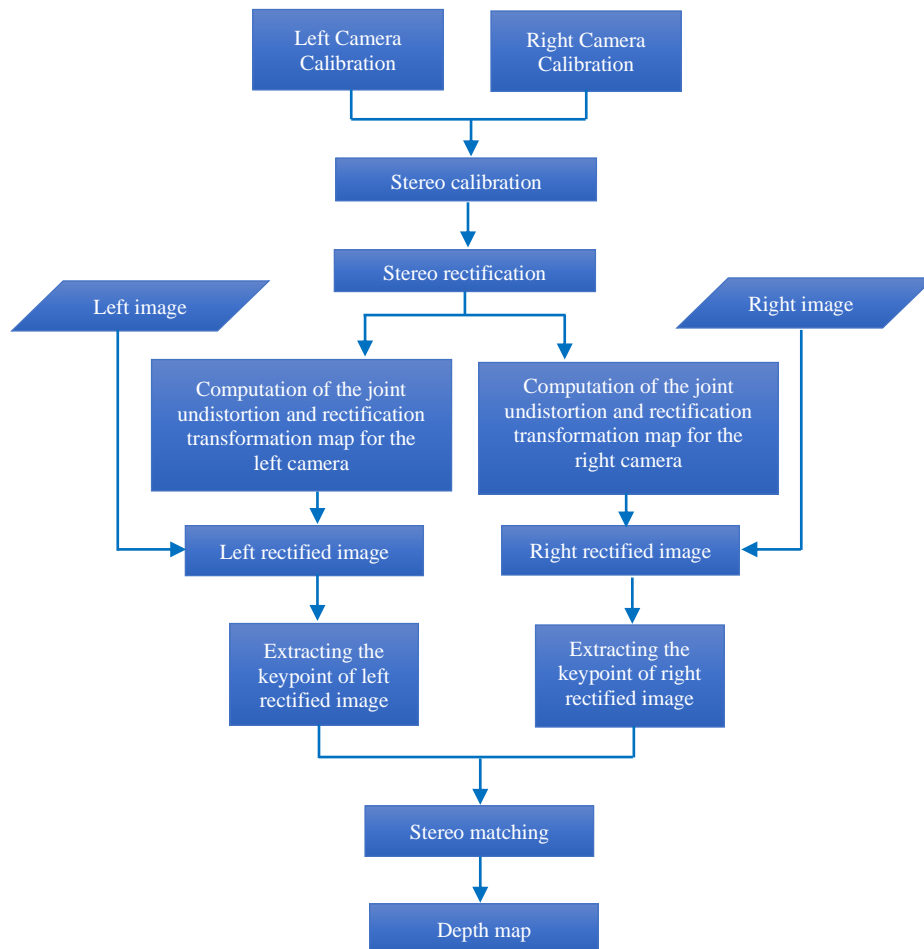 Left Camera
Calibration
Right Camera
Calibration
Stereo calibration
Stereo rectification
Left image
Right image
Computation of the joint
undistortion and rectification
transformation map for the
left camera
Computation of the joint
undistortion and rectification
transformation map for the
right camera
Left rectified image
Right rectified image
Extracting the
keypoint of left
rectified image
Extracting the
keypoint of right
rectified image
Stereo matching
Depth map